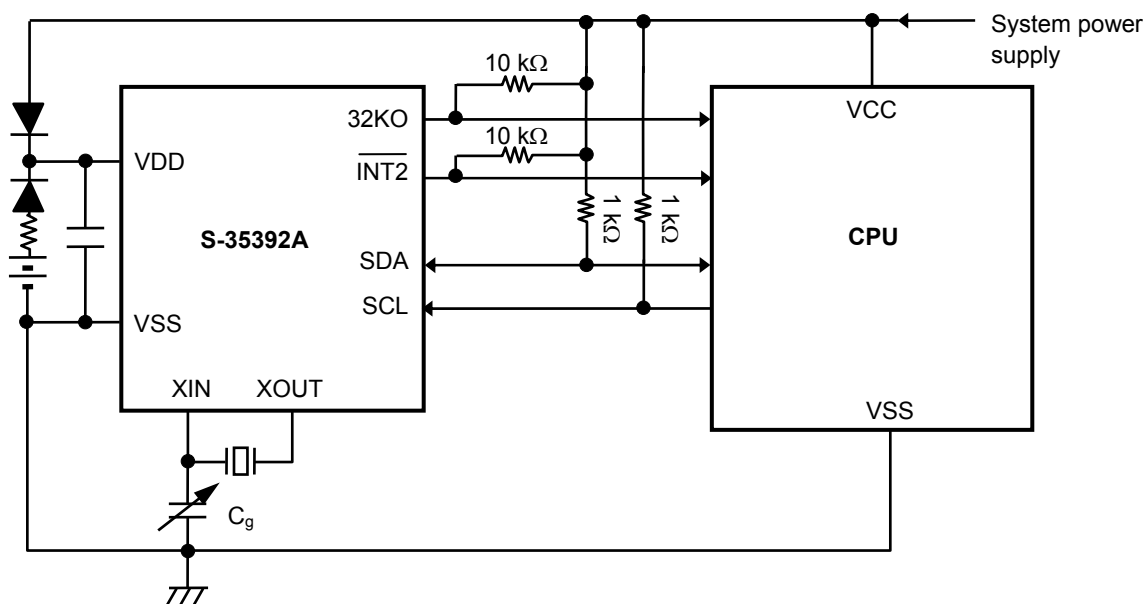 System power
supply
10 kΩ
32KO
VCC
10 kΩ
VDD
INT2
1 kΩ
1 kΩ
S-35392A
CPU
SDA
SCL
VSS
XIN
XOUT
VSS
Cg